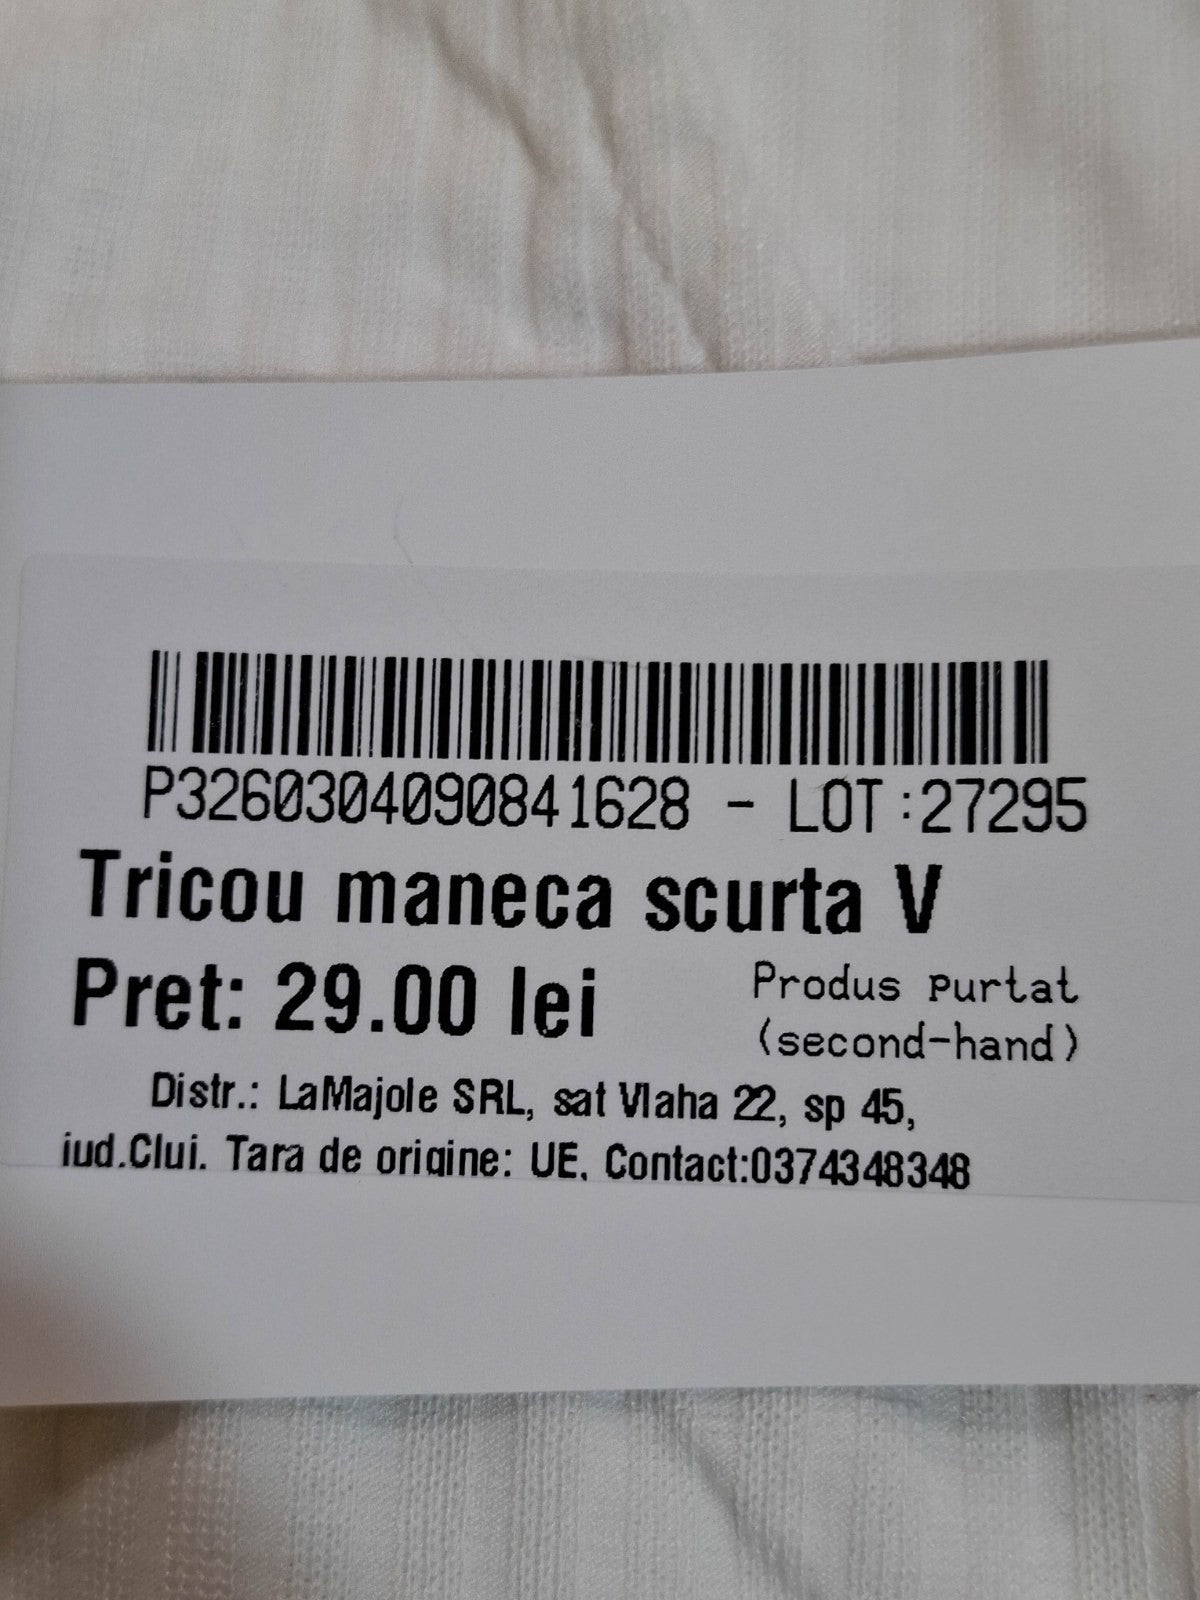 P3260304090841628 - LOT:27295
Tricou maneca scurta V
Pret: 29.00 lei
Produs purtat
(second-hand)
Distr.: LaMajole SRL, sat Vlaha 22, sp 45,
jud.Cluj. Tara de origine: UE. Contact:0374348348